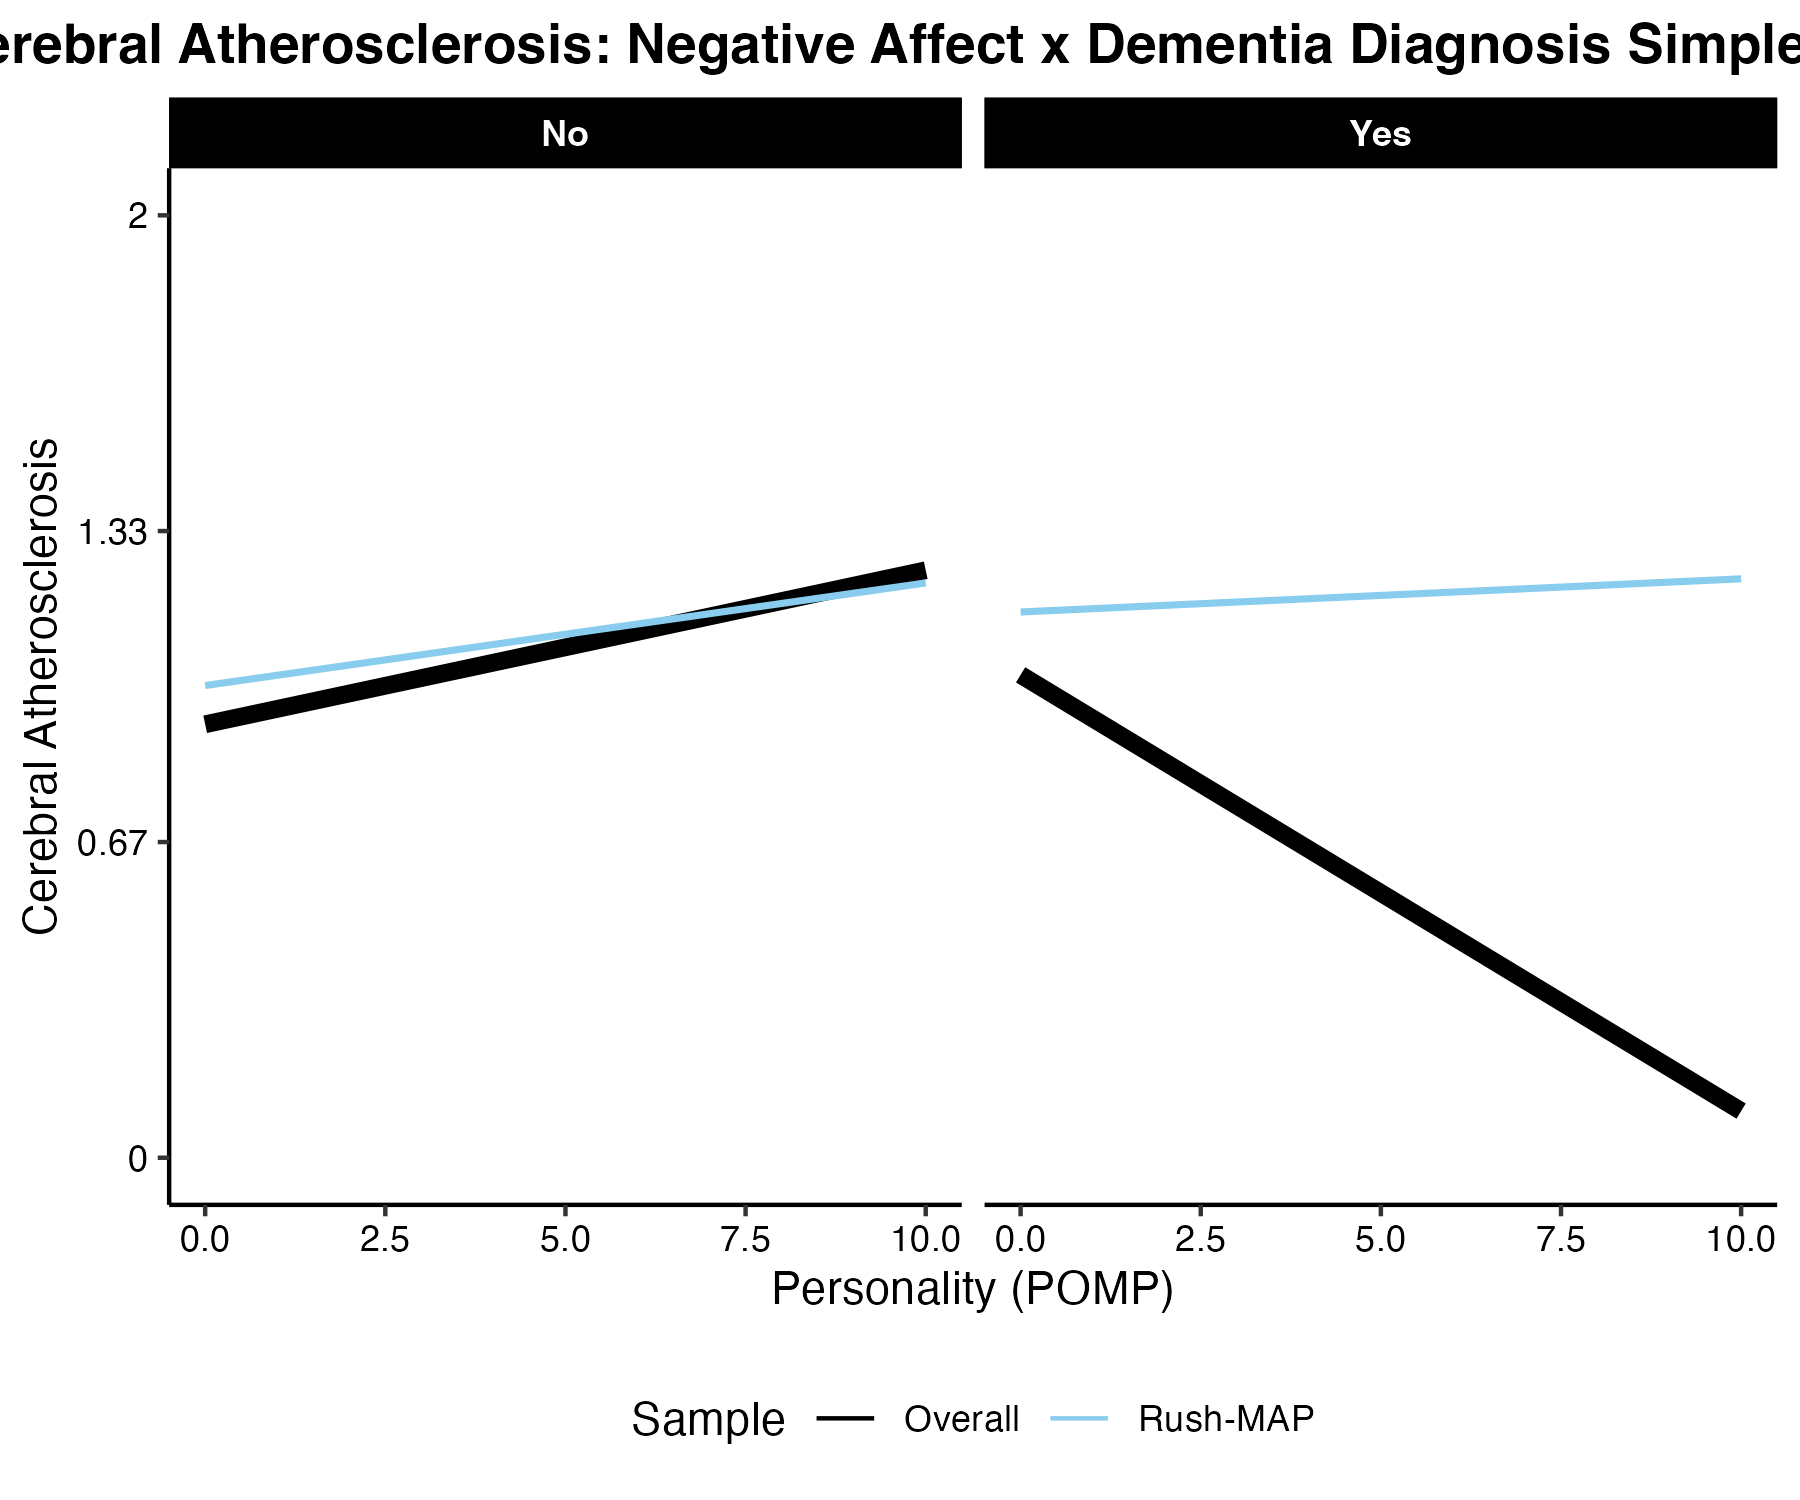 erebral Atherosclerosis: Negative Affect x Dementia Diagnosis Simple
No Yes
2
1.33
0.67
0
Cerebral Atherosclerosis
0.0 2.5 5.0 7.5 10.0 0.0 2.5 5.0 7.5 10.0
Personality (POMP)
Sample Overall Rush-MAP